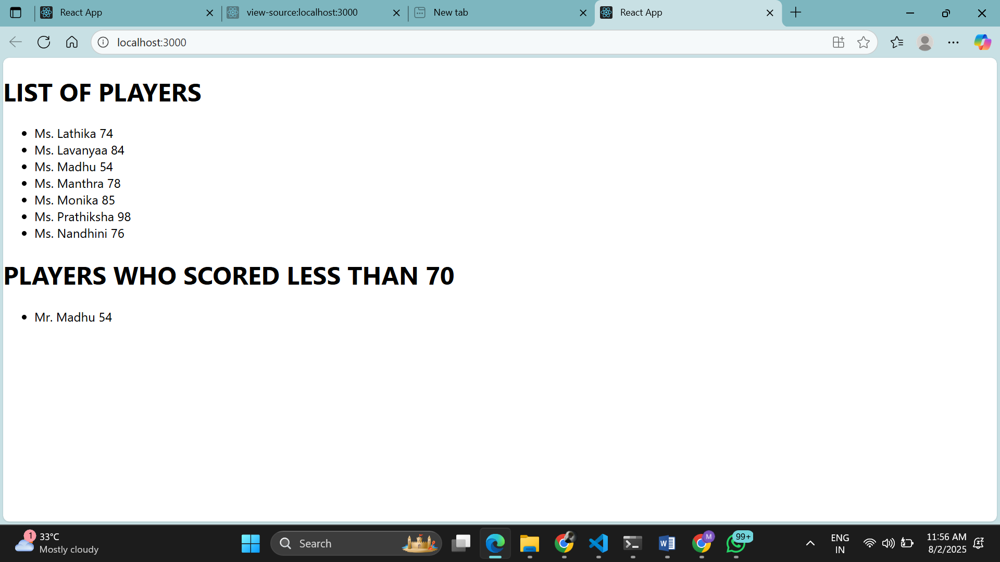 React App
view-source:localhost:3000
New tab
React App
localhost:3000
LIST OF PLAYERS
Ms. Lathika 74
Ms. Lavanyaa 84
Ms. Madhu 54
Ms. Manthra 78
Ms. Monika 85
Ms. Prathiksha 98
Ms. Nandhini 76
PLAYERS WHO SCORED LESS THAN 70
Mr. Madhu 54
1
33°C
Mostly cloudy
Search
W
M
99+
ENG
IN
11:56 AM
8/2/2025